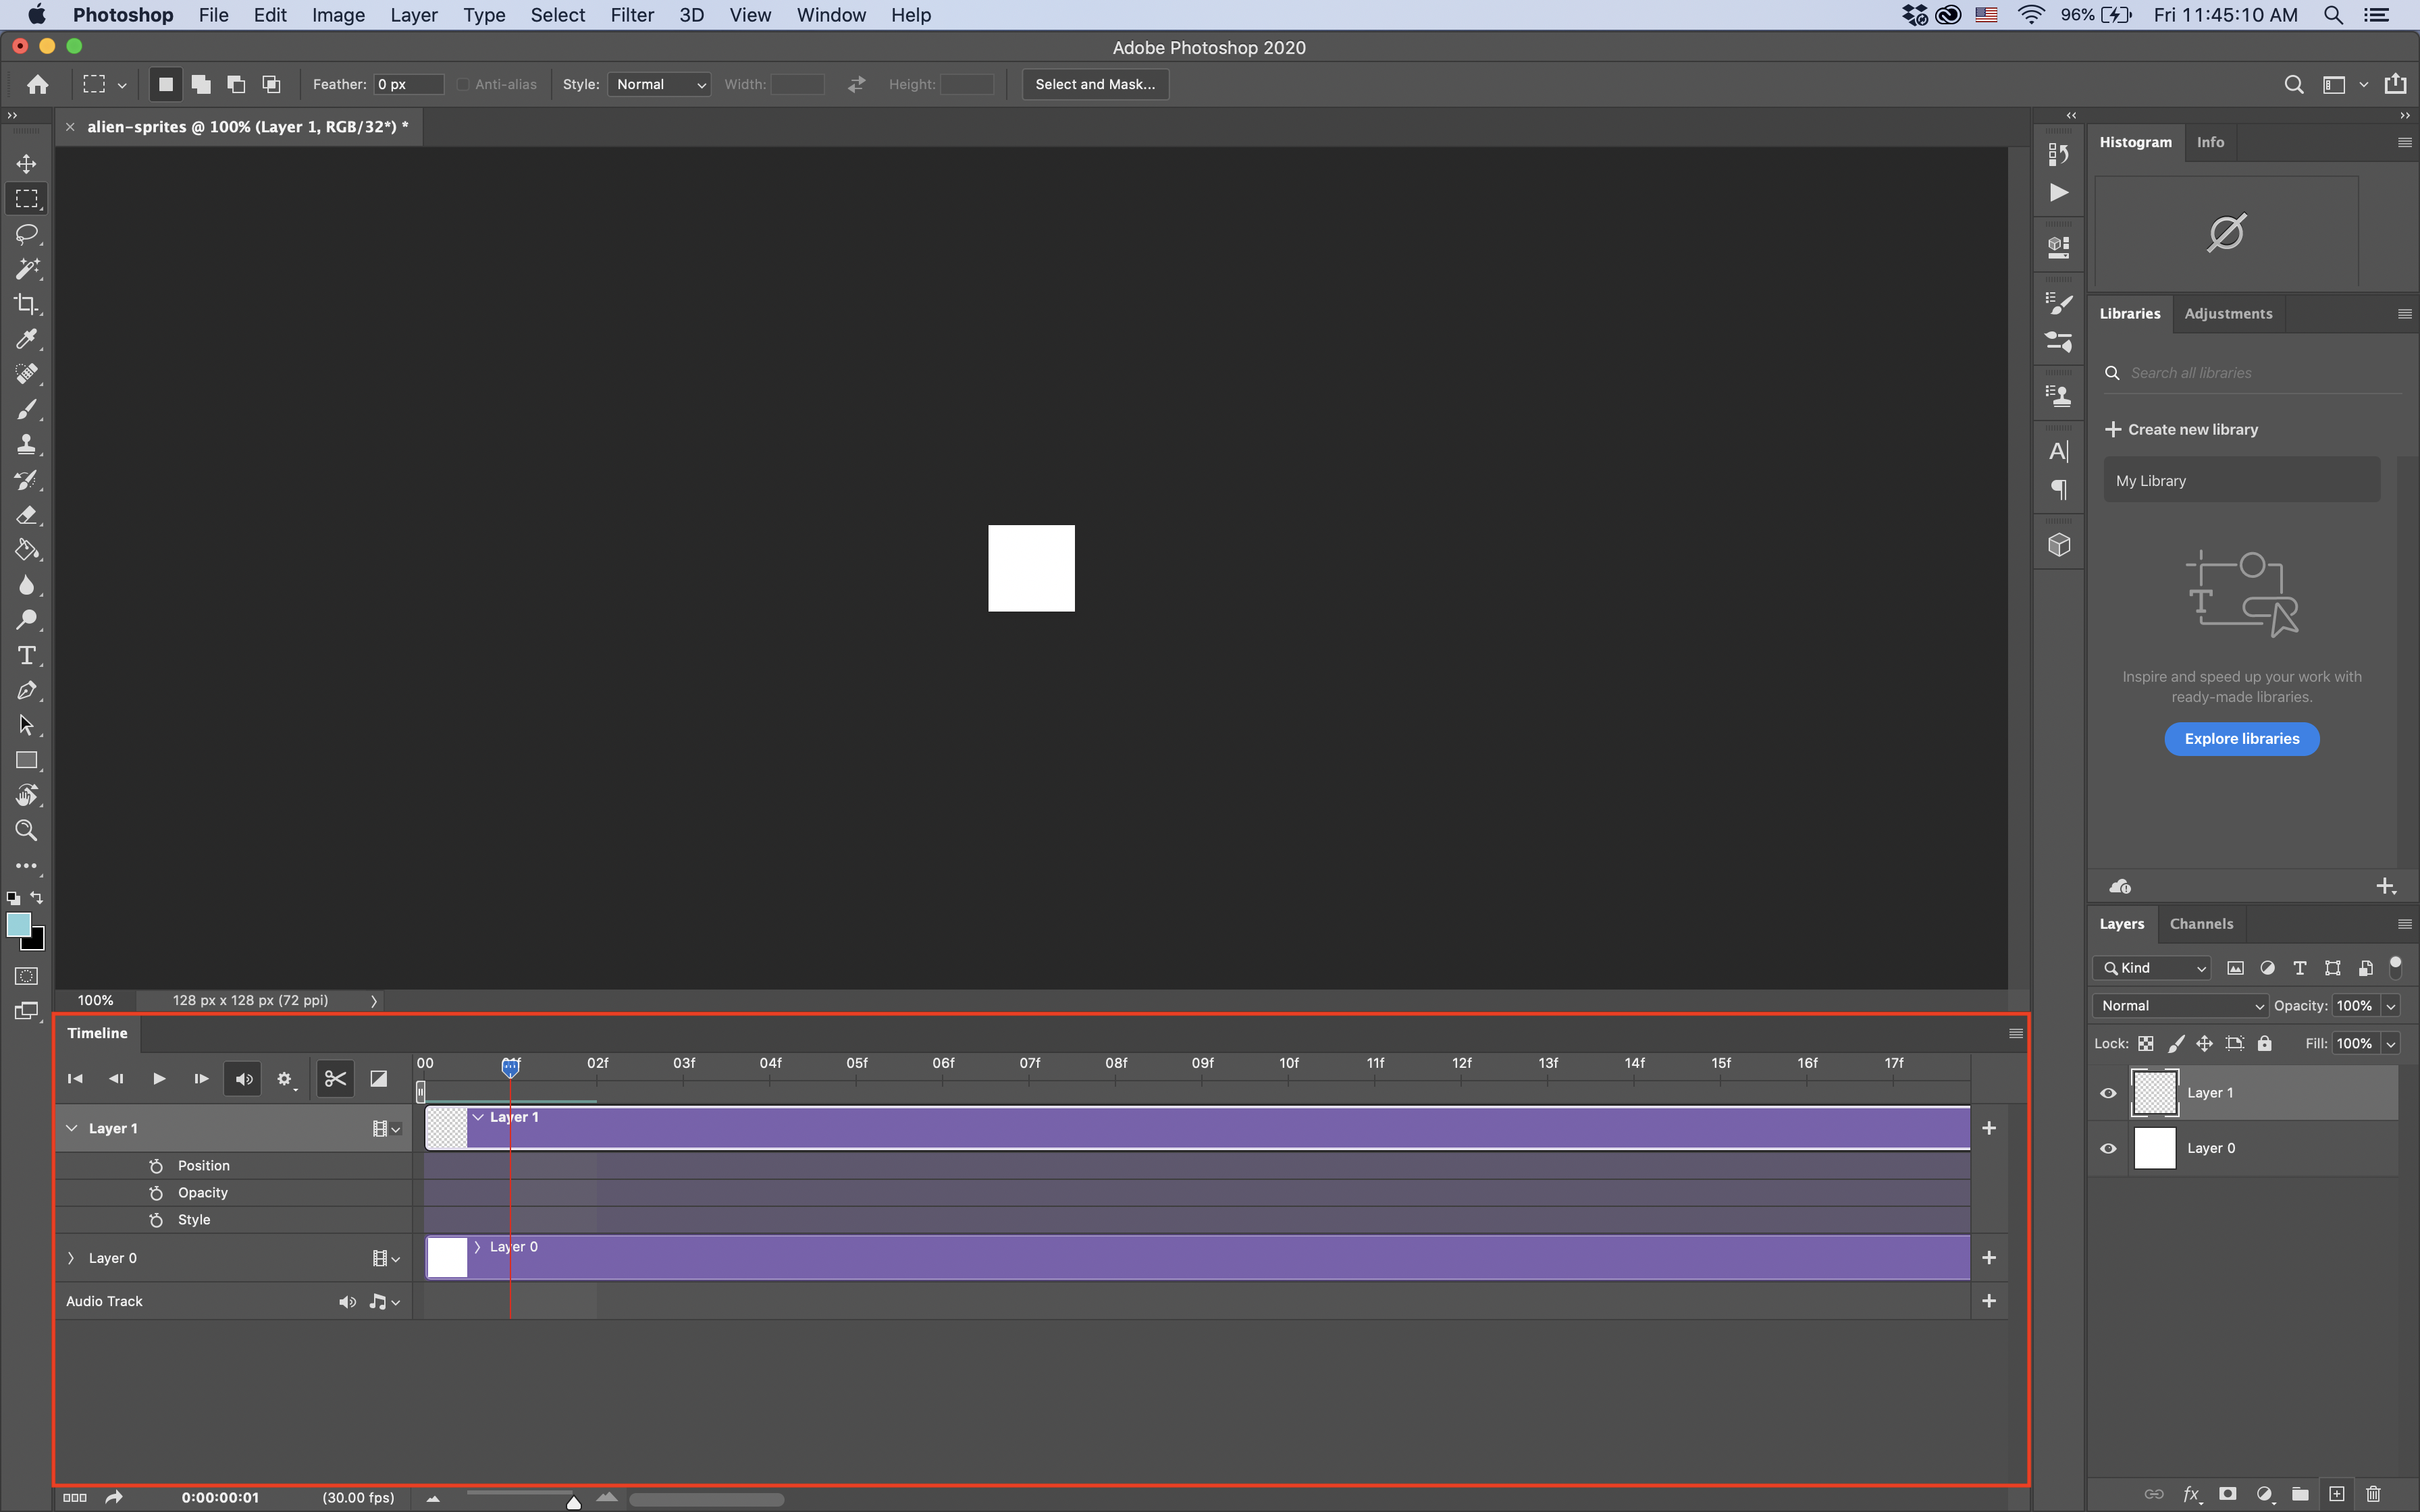 Photoshop File Edit Image Layer Type Select Filter 3D View Window Help 96% Fri 11:45:10 AM
Adobe Photoshop 2020
Feather: 0 px Anti-alias Style: Normal Width: Height: Select and Mask...
alien-sprites @ 100% (Layer 1, RGB/32*) *
Histogram Info
Libraries Adjustments
Search all libraries
Create new library
My Library
Inspire and speed up your work with
ready-made libraries.
Explore libraries
Layers Channels
Kind
Normal Opacity: 100%
Lock: Fill: 100%
Layer 1
Layer 0
100% 128 px x 128 px (72 ppi)
Timeline
00 01f 02f 03f 04f 05f 06f 07f 08f 09f 10f 11f 12f 13f 14f 15f 16f 17f
Layer 1 Layer 1
Position
Opacity
Style
Layer 0 Layer 0
Audio Track
0:00:00:01 (30.00 fps)
fx